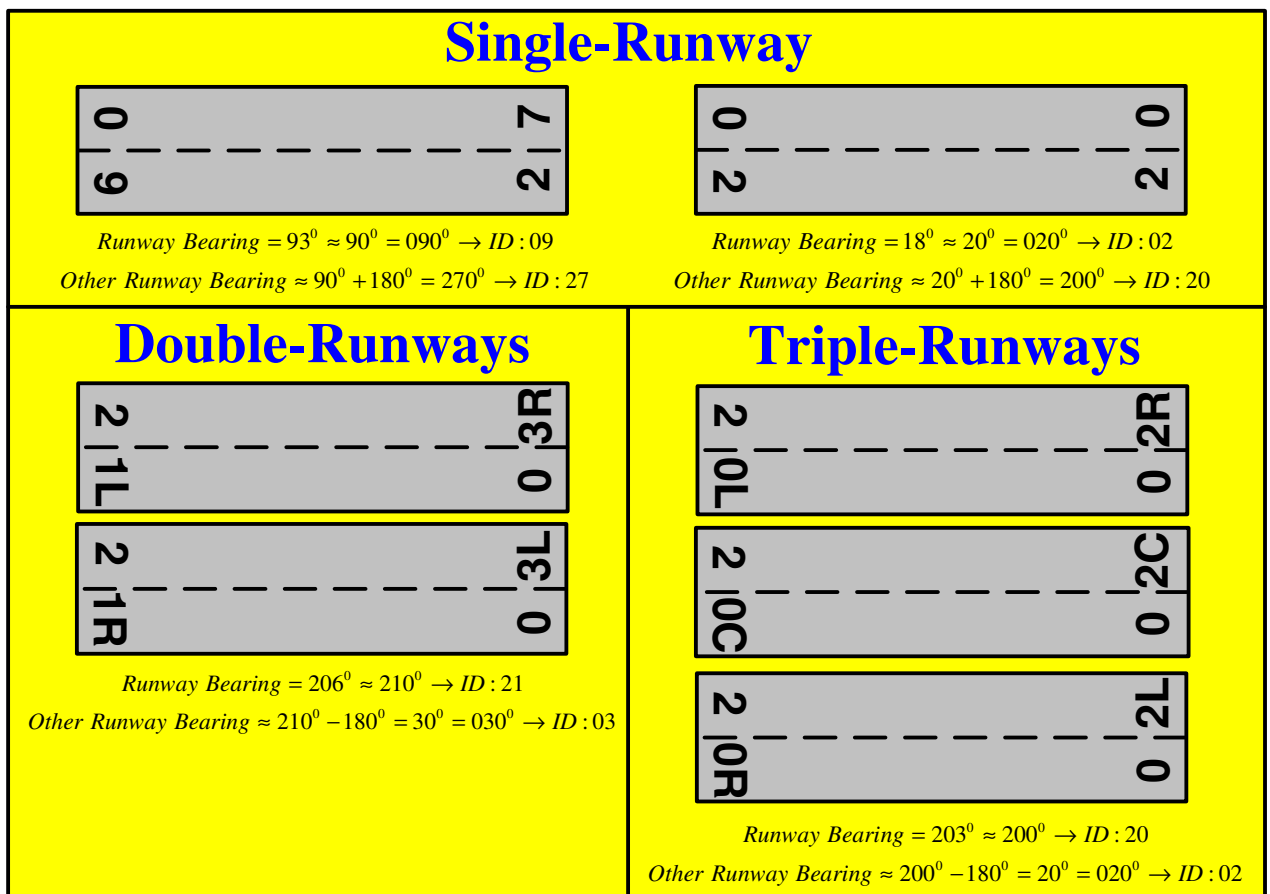 Single-Runway
0 7
9 2
0 0
2 2
Runway Bearing = 93⁰ ≈ 90⁰ = 090⁰ → ID : 09
Other Runway Bearing ≈ 90⁰ + 180⁰ = 270⁰ → ID : 27
Runway Bearing = 18⁰ ≈ 20⁰ = 020⁰ → ID : 02
Other Runway Bearing ≈ 20⁰ + 180⁰ = 200⁰ → ID : 20
Double-Runways
2 3R
1L 0
2 3L
1R 0
Runway Bearing = 206⁰ ≈ 210⁰ → ID : 21
Other Runway Bearing ≈ 210⁰ − 180⁰ = 30⁰ = 030⁰ → ID : 03
Triple-Runways
2 2R
0L 0
2 2C
0C 0
2 2L
0R 0
Runway Bearing = 203⁰ ≈ 200⁰ → ID : 20
Other Runway Bearing ≈ 200⁰ − 180⁰ = 20⁰ = 020⁰ → ID : 02